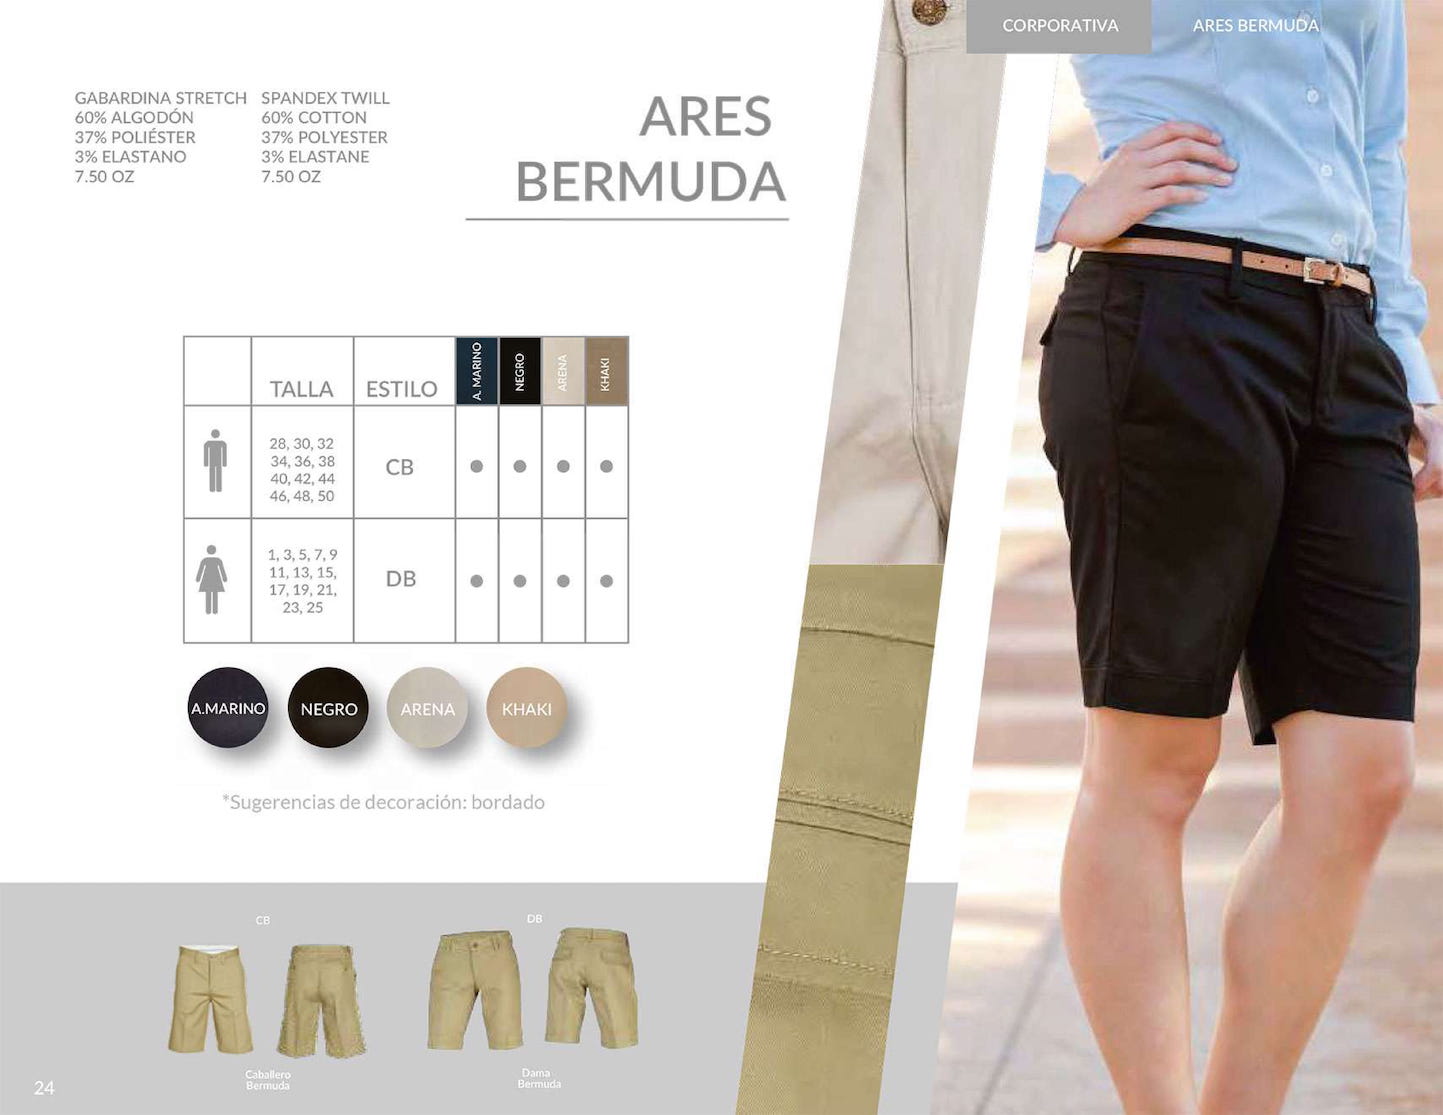 CORPORATIVA
ARES BERMUDA
GABARDINA STRETCH
60% ALGODÓN
37% POLIÉSTER
3% ELASTANO
7.50 OZ
SPANDEX TWILL
60% COTTON
37% POLYESTER
3% ELASTANE
7.50 OZ
ARES
BERMUDA
TALLA
ESTILO
A. MARINO
NEGRO
ARENA
KHAKI
28, 30, 32
34, 36, 38
40, 42, 44
46, 48, 50
CB
1, 3, 5, 7, 9
11, 13, 15,
17, 19, 21,
23, 25
DB
A.MARINO
NEGRO
ARENA
KHAKI
*Sugerencias de decoración: bordado
CB
DB
Caballero
Bermuda
Dama
Bermuda
24